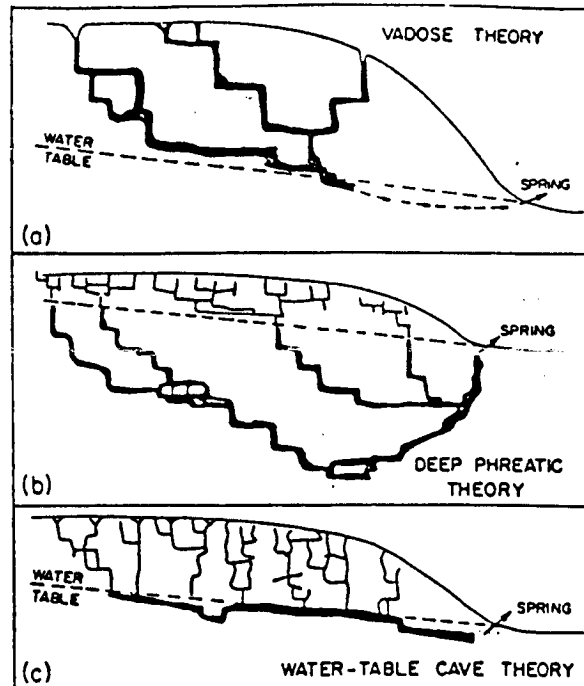 VADOSE THEORY
WATER
TABLE
SPRING
(a)
SPRING
DEEP PHREATIC
THEORY
(b)
WATER
TABLE
SPRING
(c)
WATER-TABLE CAVE THEORY